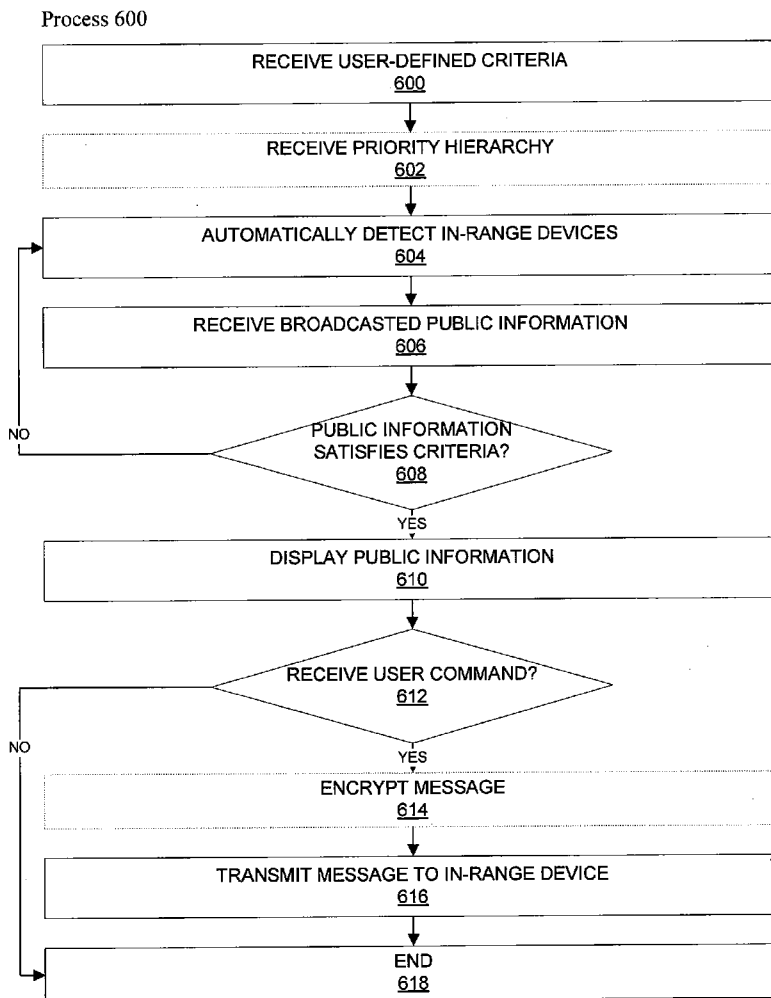 Process 600
RECEIVE USER-DEFINED CRITERIA
600
RECEIVE PRIORITY HIERARCHY
602
AUTOMATICALLY DETECT IN-RANGE DEVICES
604
RECEIVE BROADCASTED PUBLIC INFORMATION
606
NO
PUBLIC INFORMATION
SATISFIES CRITERIA?
608
YES
DISPLAY PUBLIC INFORMATION
610
RECEIVE USER COMMAND?
612
NO
YES
ENCRYPT MESSAGE
614
TRANSMIT MESSAGE TO IN-RANGE DEVICE
616
END
618